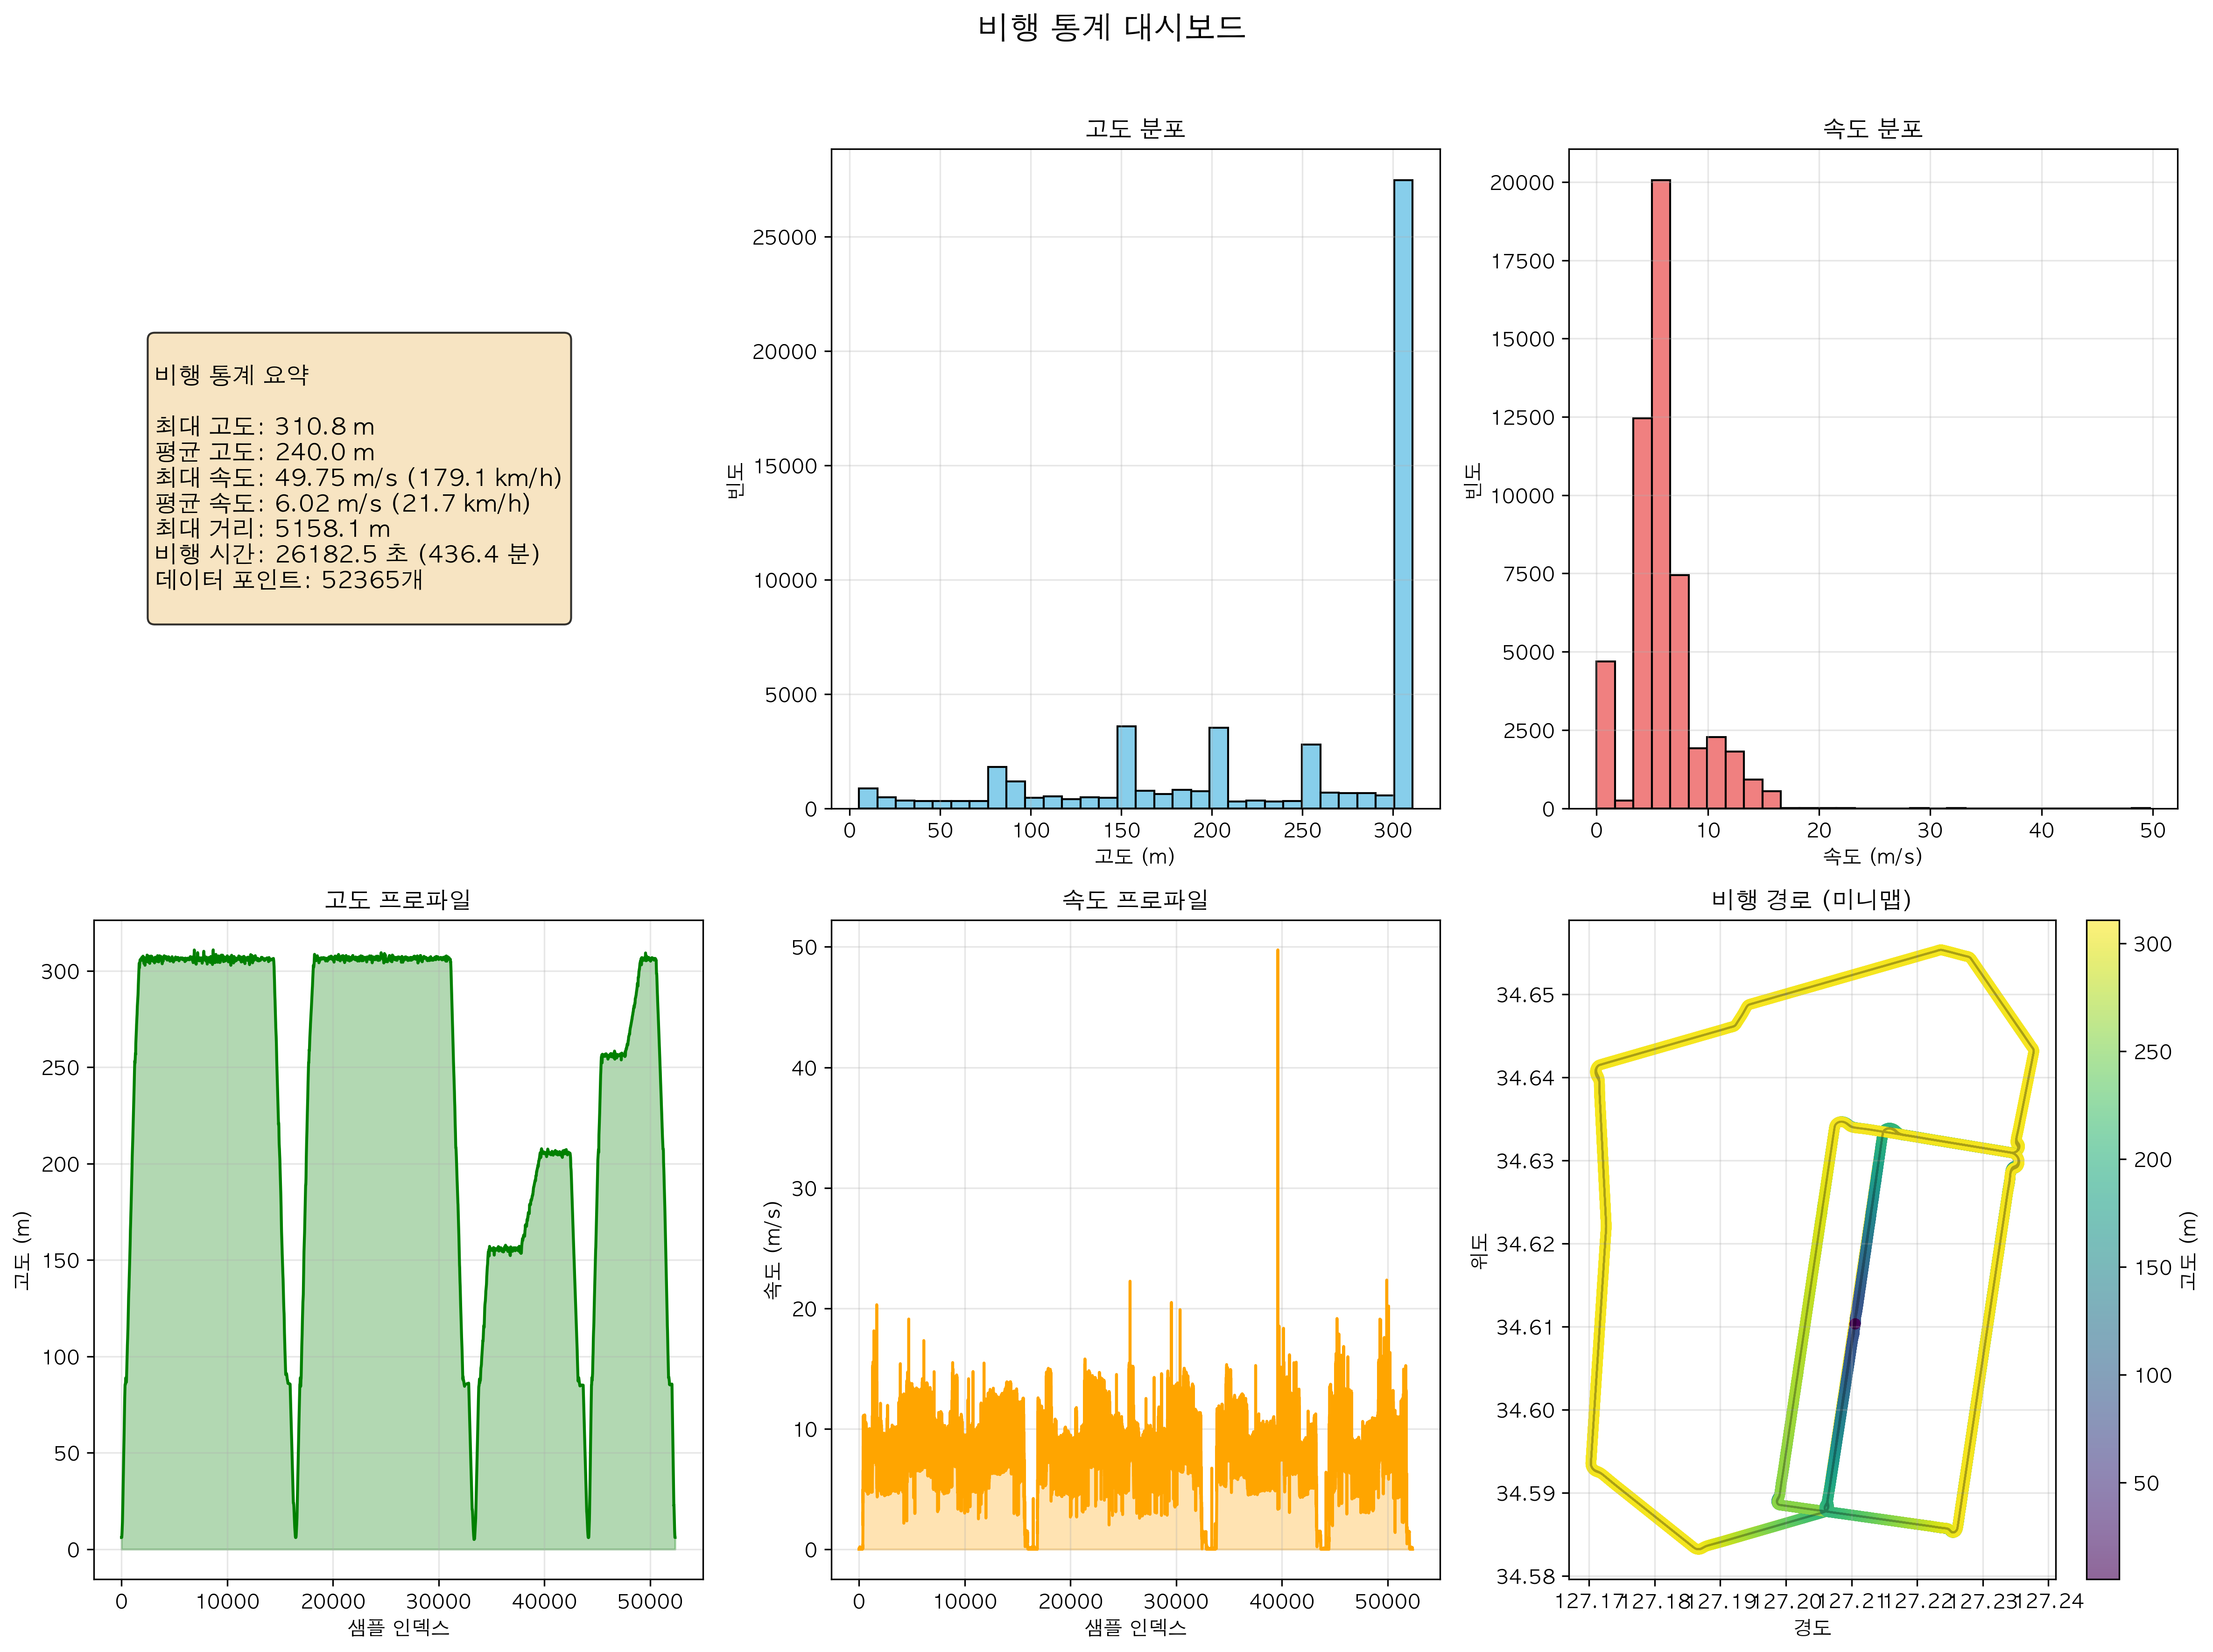 비행 통계 대시보드
비행 통계 요약
최대 고도: 310.8 m
평균 고도: 240.0 m
최대 속도: 49.75 m/s (179.1 km/h)
평균 속도: 6.02 m/s (21.7 km/h)
최대 거리: 5158.1 m
비행 시간: 26182.5 초 (436.4 분)
데이터 포인트: 52365개
고도 분포
빈도
25000
20000
15000
10000
5000
0
0 50 100 150 200 250 300
고도 (m)
속도 분포
빈도
20000
17500
15000
12500
10000
7500
5000
2500
0
0 10 20 30 40 50
속도 (m/s)
고도 프로파일
고도 (m)
300
250
200
150
100
50
0
0 10000 20000 30000 40000 50000
샘플 인덱스
속도 프로파일
속도 (m/s)
50
40
30
20
10
0
0 10000 20000 30000 40000 50000
샘플 인덱스
비행 경로 (미니맵)
위도
34.65
34.64
34.63
34.62
34.61
34.60
34.59
34.58
127.17 127.18 127.19 127.20 127.21 127.22 127.23 127.24
경도
300
250
200
150
100
50
고도 (m)